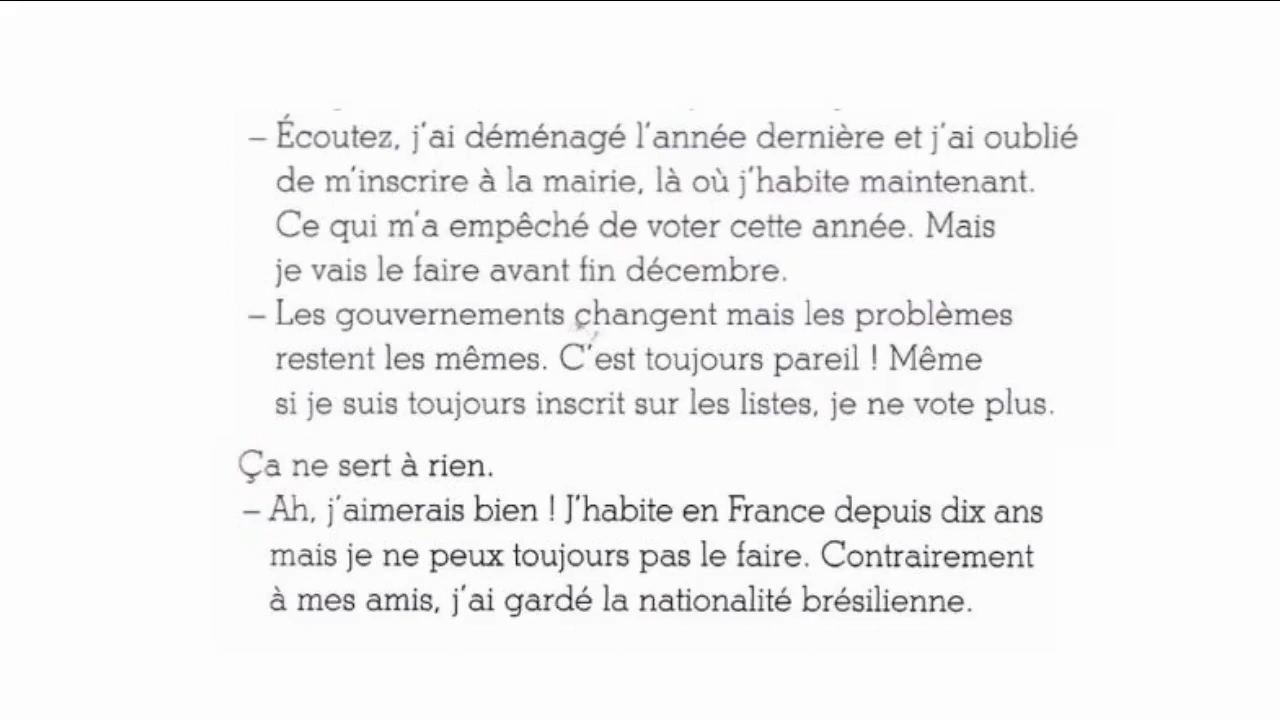 – Écoutez, j'ai déménagé l'année dernière et j'ai oublié
de m'inscrire à la mairie, là où j'habite maintenant.
Ce qui m'a empêché de voter cette année. Mais
je vais le faire avant fin décembre.
– Les gouvernements changent mais les problèmes
restent les mêmes. C'est toujours pareil ! Même
si je suis toujours inscrit sur les listes, je ne vote plus.
Ça ne sert à rien.
– Ah, j'aimerais bien ! J'habite en France depuis dix ans
mais je ne peux toujours pas le faire. Contrairement
à mes amis, j'ai gardé la nationalité brésilienne.